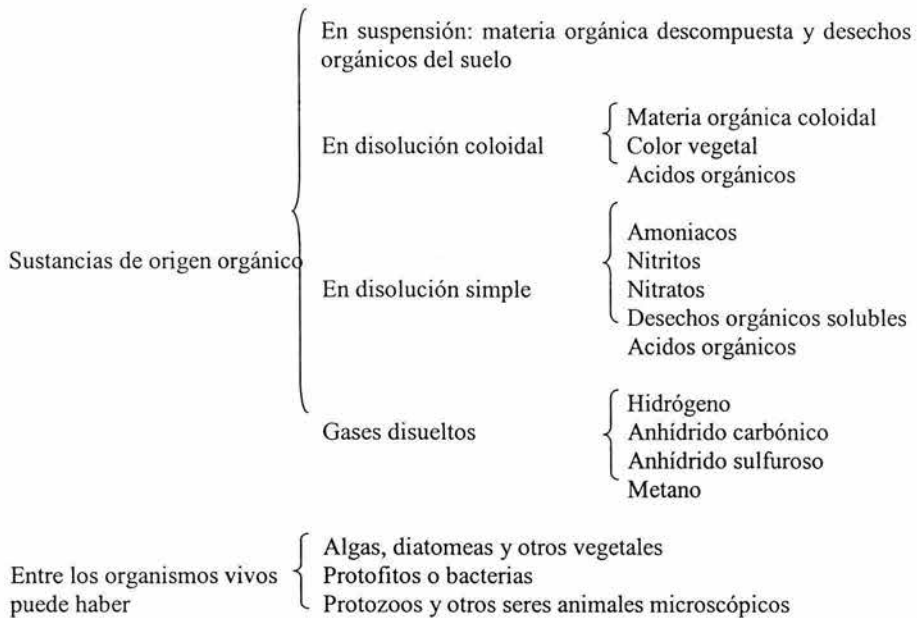 En suspensión: materia orgánica descompuesta y desechos
orgánicos del suelo
En disolución coloidal
Materia orgánica coloidal
Color vegetal
Acidos orgánicos
Sustancias de origen orgánico
En disolución simple
Amoniacos
Nitritos
Nitratos
Desechos orgánicos solubles
Acidos orgánicos
Gases disueltos
Hidrógeno
Anhídrido carbónico
Anhídrido sulfuroso
Metano
Entre los organismos vivos
puede haber
Algas, diatomeas y otros vegetales
Protofitos o bacterias
Protozoos y otros seres animales microscópicos